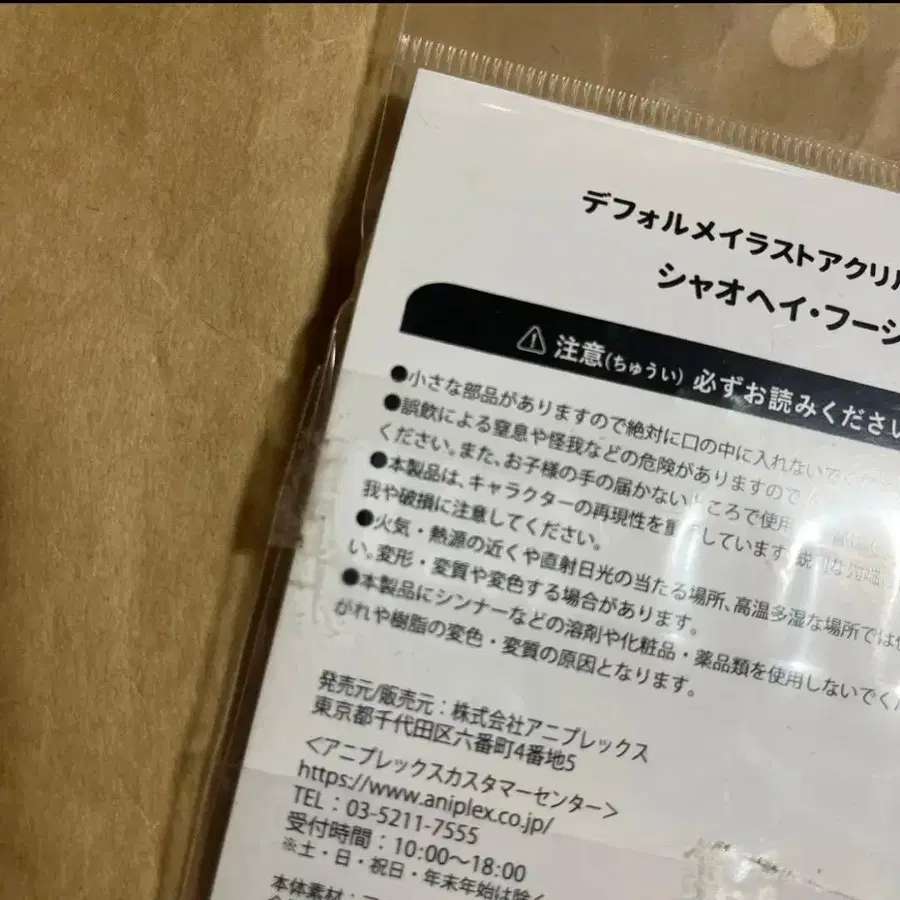 デフォルメイラストアクリル
シャオヘイ・フーシ
⚠ 注意(ちゅうい) 必ずお読みください
●小さな部品がありますので絶対に口の中に入れないでくだ
●誤飲による窒息や怪我などの危険がありますので
ください。また、お子様の手の届かないところで使用
●本製品は、キャラクターの再現性を重視しています
我や破損に注意してください。
●火気・熱源の近くや直射日光の当たる場所、高温多湿な場所では
い。変形・変質や変色する場合があります。
●本製品にシンナーなどの溶剤や化粧品・薬品類を使用しないでく
がれや樹脂の変色・変質の原因となります。
発売元/販売元：株式会社アニプレックス
東京都千代田区六番町4番地5
<アニプレックスカスタマーセンター>
https://www.aniplex.co.jp/
TEL：03-5211-7555
受付時間：10:00～18:00
※土・日・祝日・年末年始は除く
本体素材：